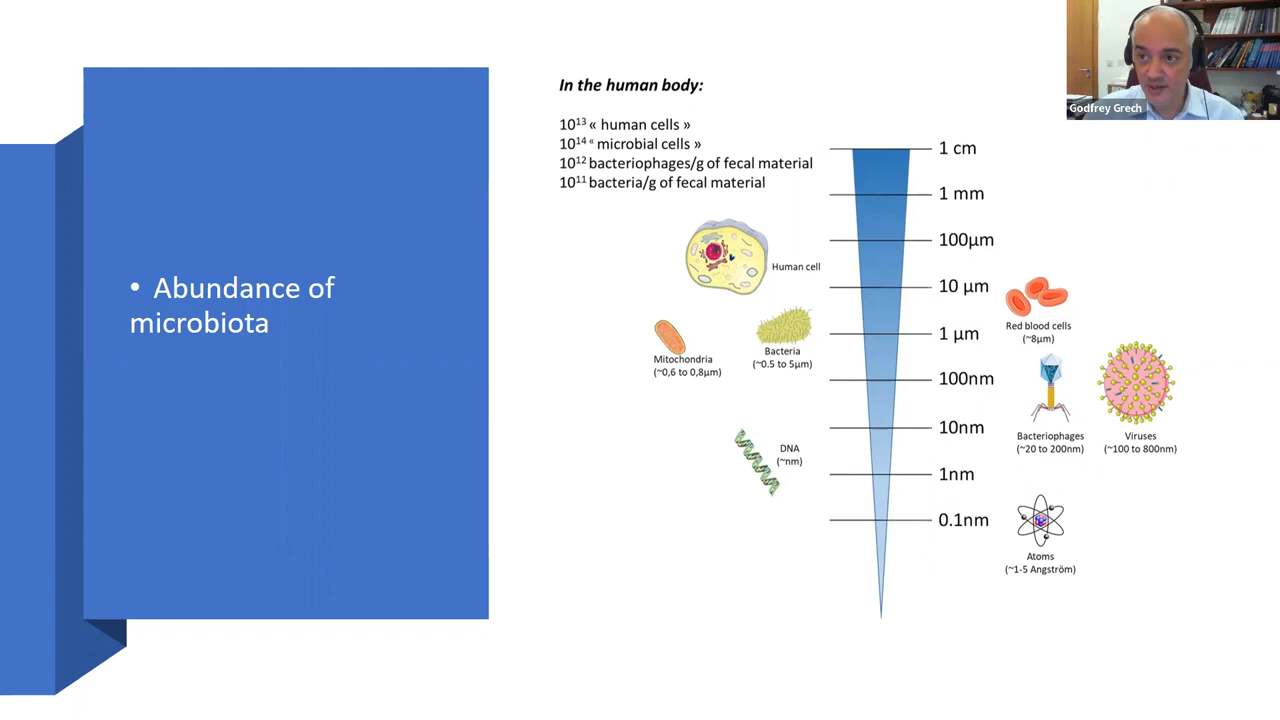 • Abundance of
microbiota
In the human body:
10¹³ « human cells »
10¹⁴ « microbial cells »
10¹² bacteriophages/g of fecal material
10¹¹ bacteria/g of fecal material
1 cm
1 mm
100µm
10 µm
1 µm
100nm
10nm
1nm
0.1nm
Human cell
Mitochondria
(~0,6 to 0,8µm)
Bacteria
(~0.5 to 5µm)
DNA
(~nm)
Red blood cells
(~8µm)
Bacteriophages
(~20 to 200nm)
Viruses
(~100 to 800nm)
Atoms
(~1-5 Angström)
Godfrey Grech